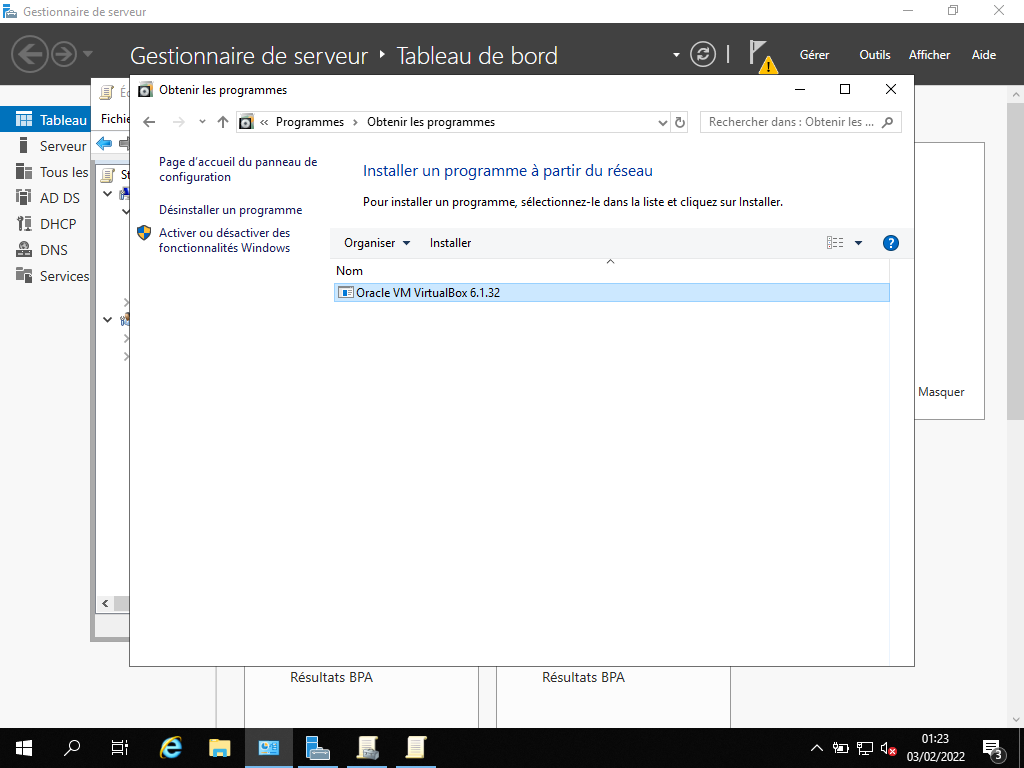 Gestionnaire de serveur
Gestionnaire de serveur ‣ Tableau de bord
Gérer Outils Afficher Aide
Obtenir les programmes
Fichie
« Programmes > Obtenir les programmes
Rechercher dans : Obtenir les ...
Tableau
Serveur
Tous les
AD DS
DHCP
DNS
Services
St
Page d'accueil du panneau de
configuration
Désinstaller un programme
Activer ou désactiver des
fonctionnalités Windows
Installer un programme à partir du réseau
Pour installer un programme, sélectionnez-le dans la liste et cliquez sur Installer.
Organiser Installer
Nom
Oracle VM VirtualBox 6.1.32
Masquer
Résultats BPA
Résultats BPA
01:23
03/02/2022
3